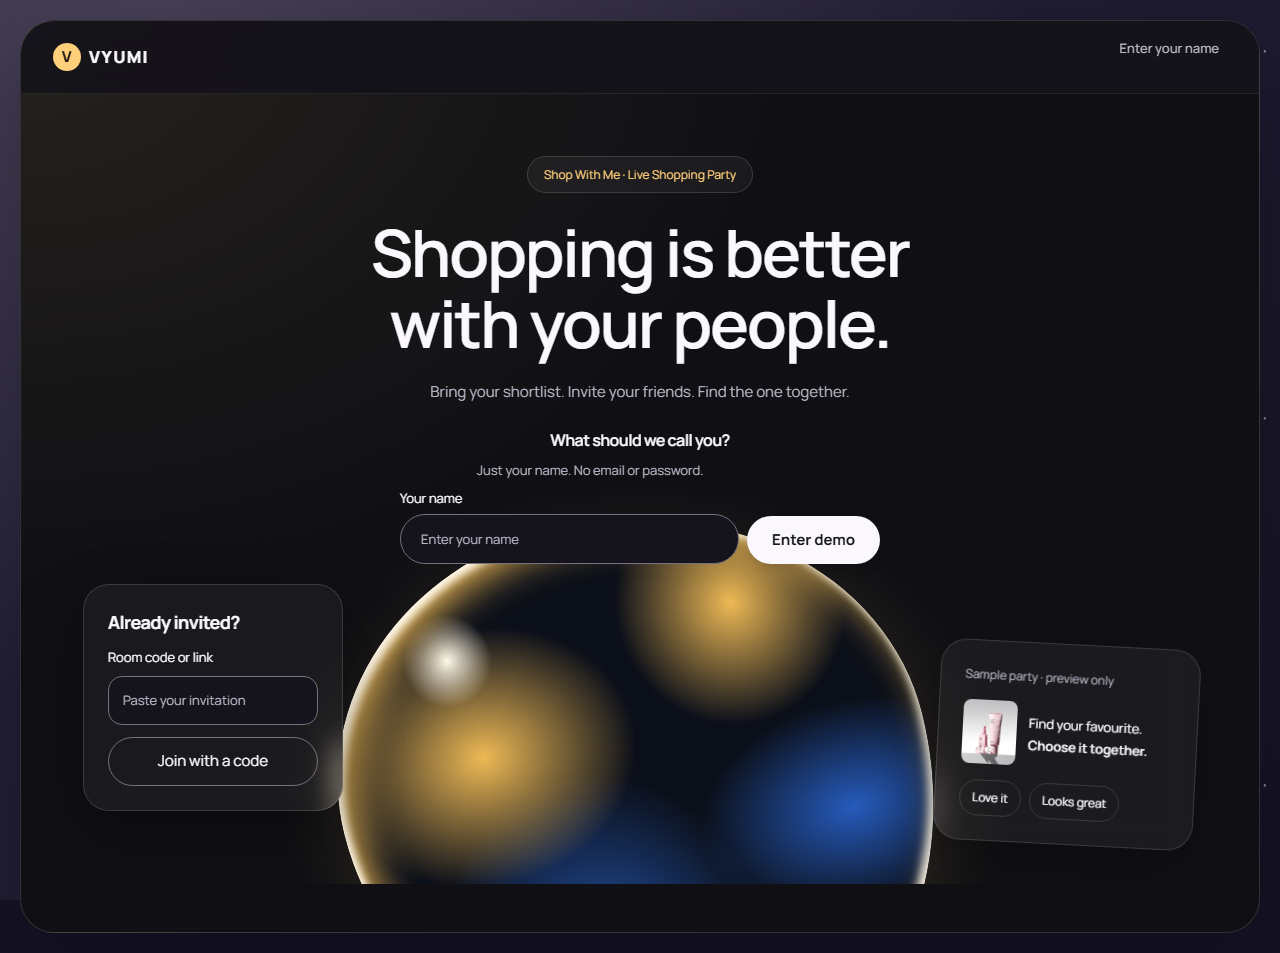 V VYUMI
Enter your name
Shop With Me · Live Shopping Party
Shopping is better
with your people.
Bring your shortlist. Invite your friends. Find the one together.
What should we call you?
Just your name. No email or password.
Your name
Enter your name
Enter demo
Already invited?
Room code or link
Paste your invitation
Join with a code
Sample party · preview only
Find your favourite.
Choose it together.
Love it
Looks great